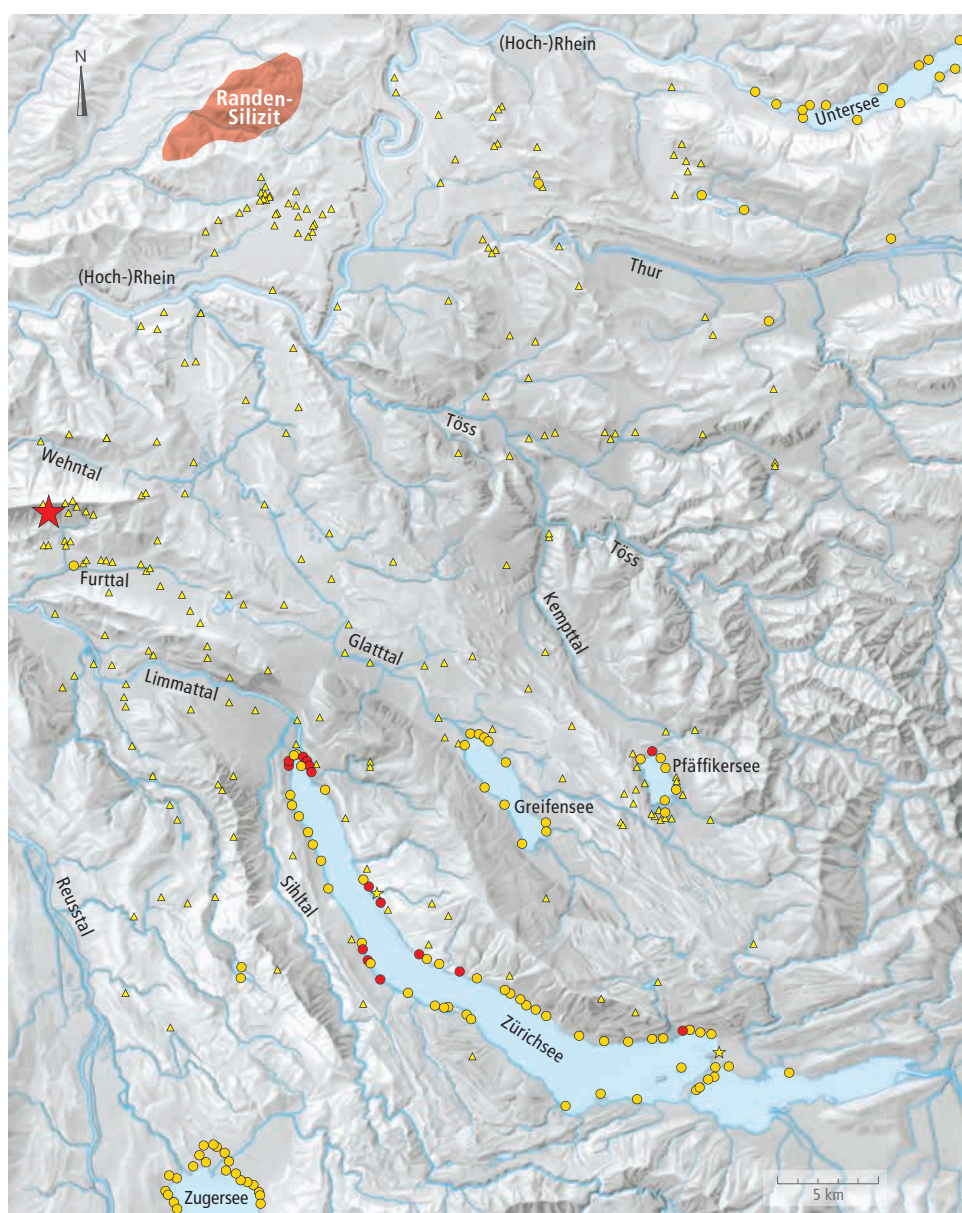 (Hoch-)Rhein
N
Randen-
Silizit
Untersee
(Hoch-)Rhein
Thur
Töss
Wehntal
Töss
Furttal
Kempttal
Glatttal
Limmattal
Pfäffikersee
Greifensee
Sihltal
Reusstal
Zürichsee
Zugersee
5 km